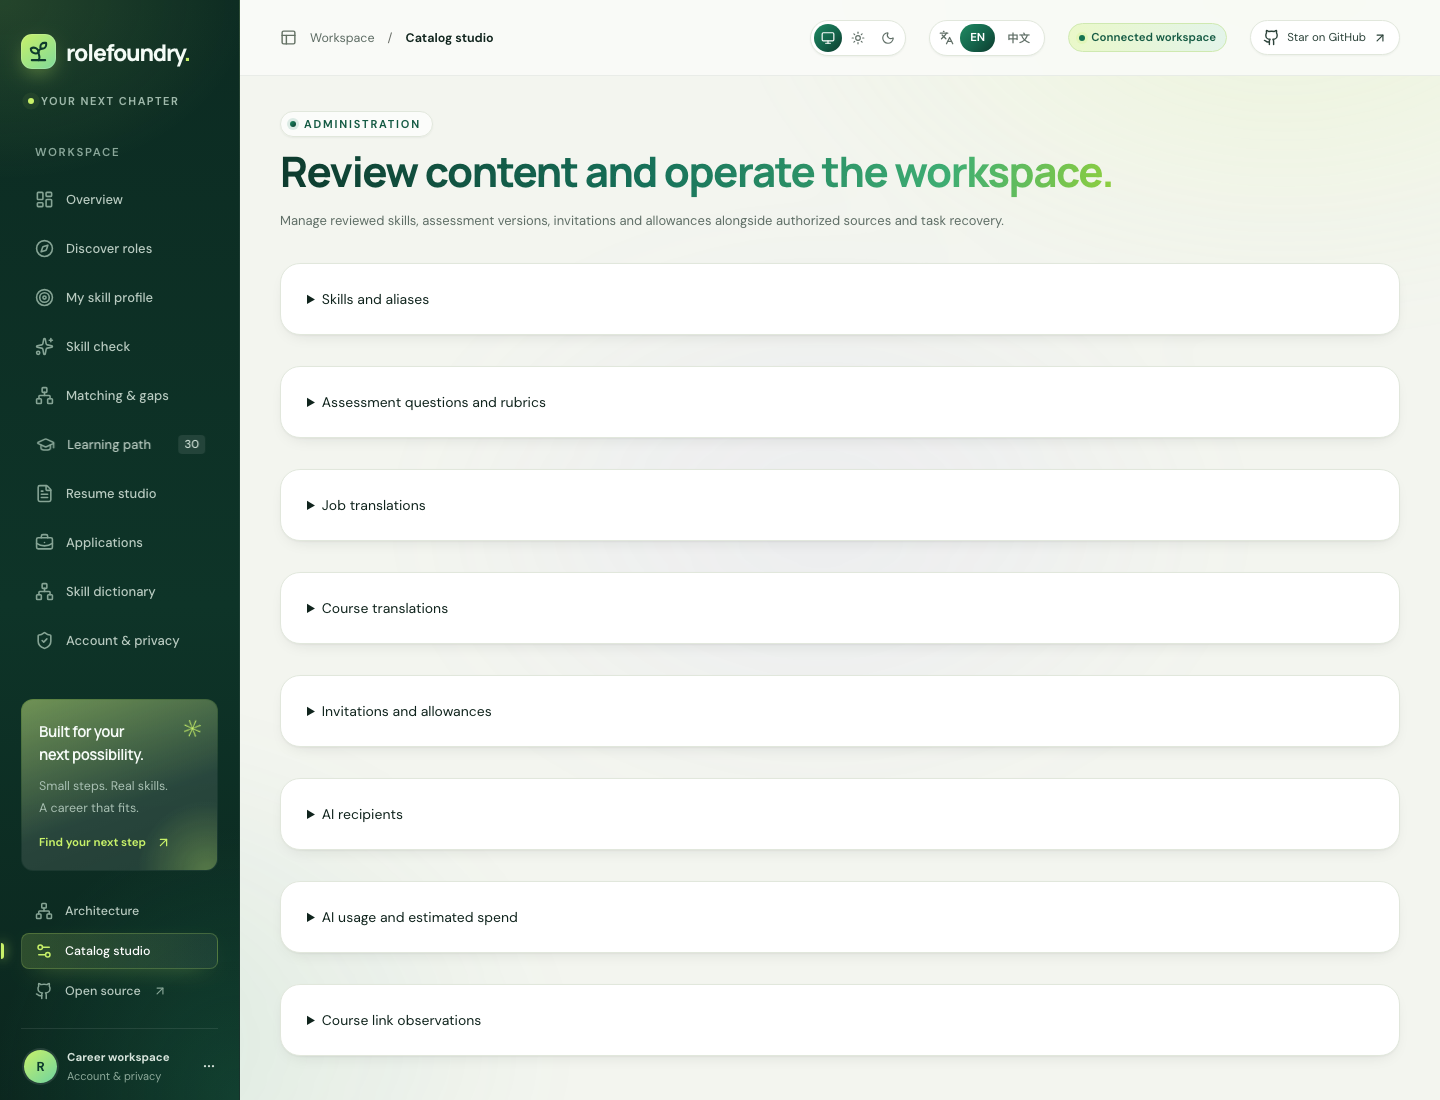 rolefoundry.
YOUR NEXT CHAPTER
WORKSPACE
Overview
Discover roles
My skill profile
Skill check
Matching & gaps
Learning path 30
Resume studio
Applications
Skill dictionary
Account & privacy
Built for your
next possibility.
Small steps. Real skills.
A career that fits.
Find your next step
Architecture
Catalog studio
Open source
R
Career workspace
Account & privacy
Workspace / Catalog studio
EN 中文
Connected workspace
Star on GitHub
ADMINISTRATION
Review content and operate the workspace.
Manage reviewed skills, assessment versions, invitations and allowances alongside authorized sources and task recovery.
Skills and aliases
Assessment questions and rubrics
Job translations
Course translations
Invitations and allowances
AI recipients
AI usage and estimated spend
Course link observations